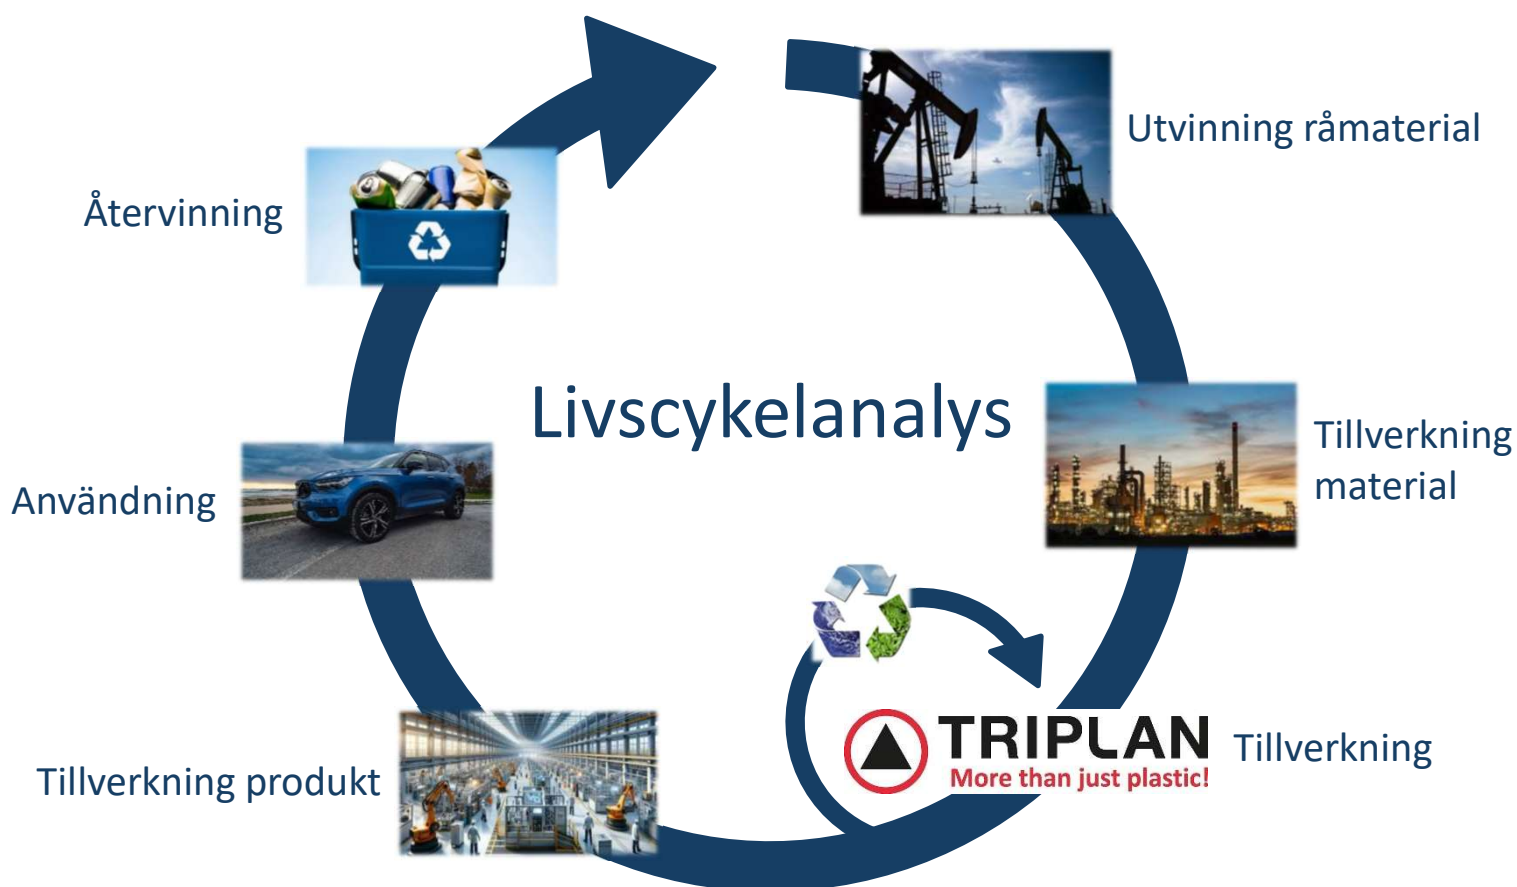 Utvinning råmaterial
Återvinning
Livscykelanalys
Tillverkning
material
Användning
TRIPLAN
More than just plastic!
Tillverkning
Tillverkning produkt